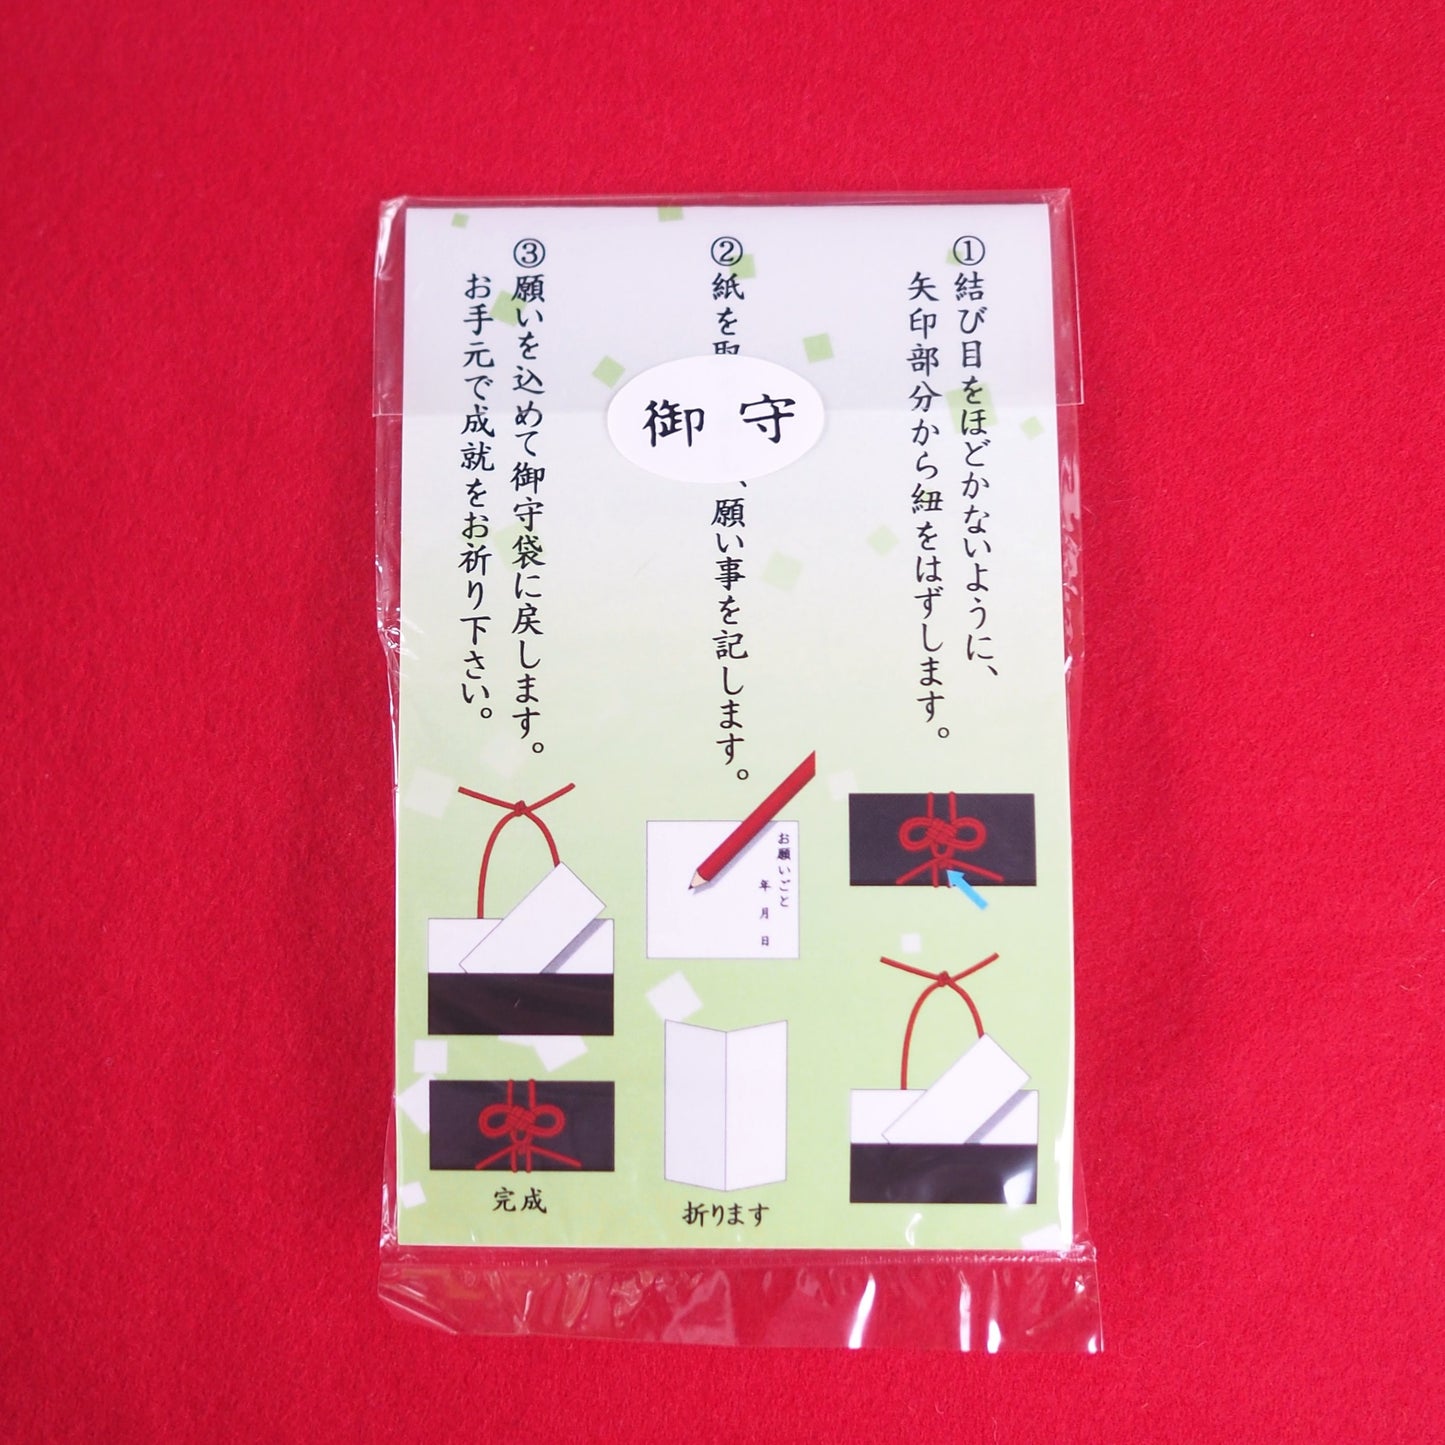 ①結び目をほどかないように、
矢印部分から紐をはずします。
②紙を
、願い事を記します。
③願いを込めて御守袋に戻します。
お手元で成就をお祈り下さい。
御守
お願いごと
年 月 日
折ります
完成